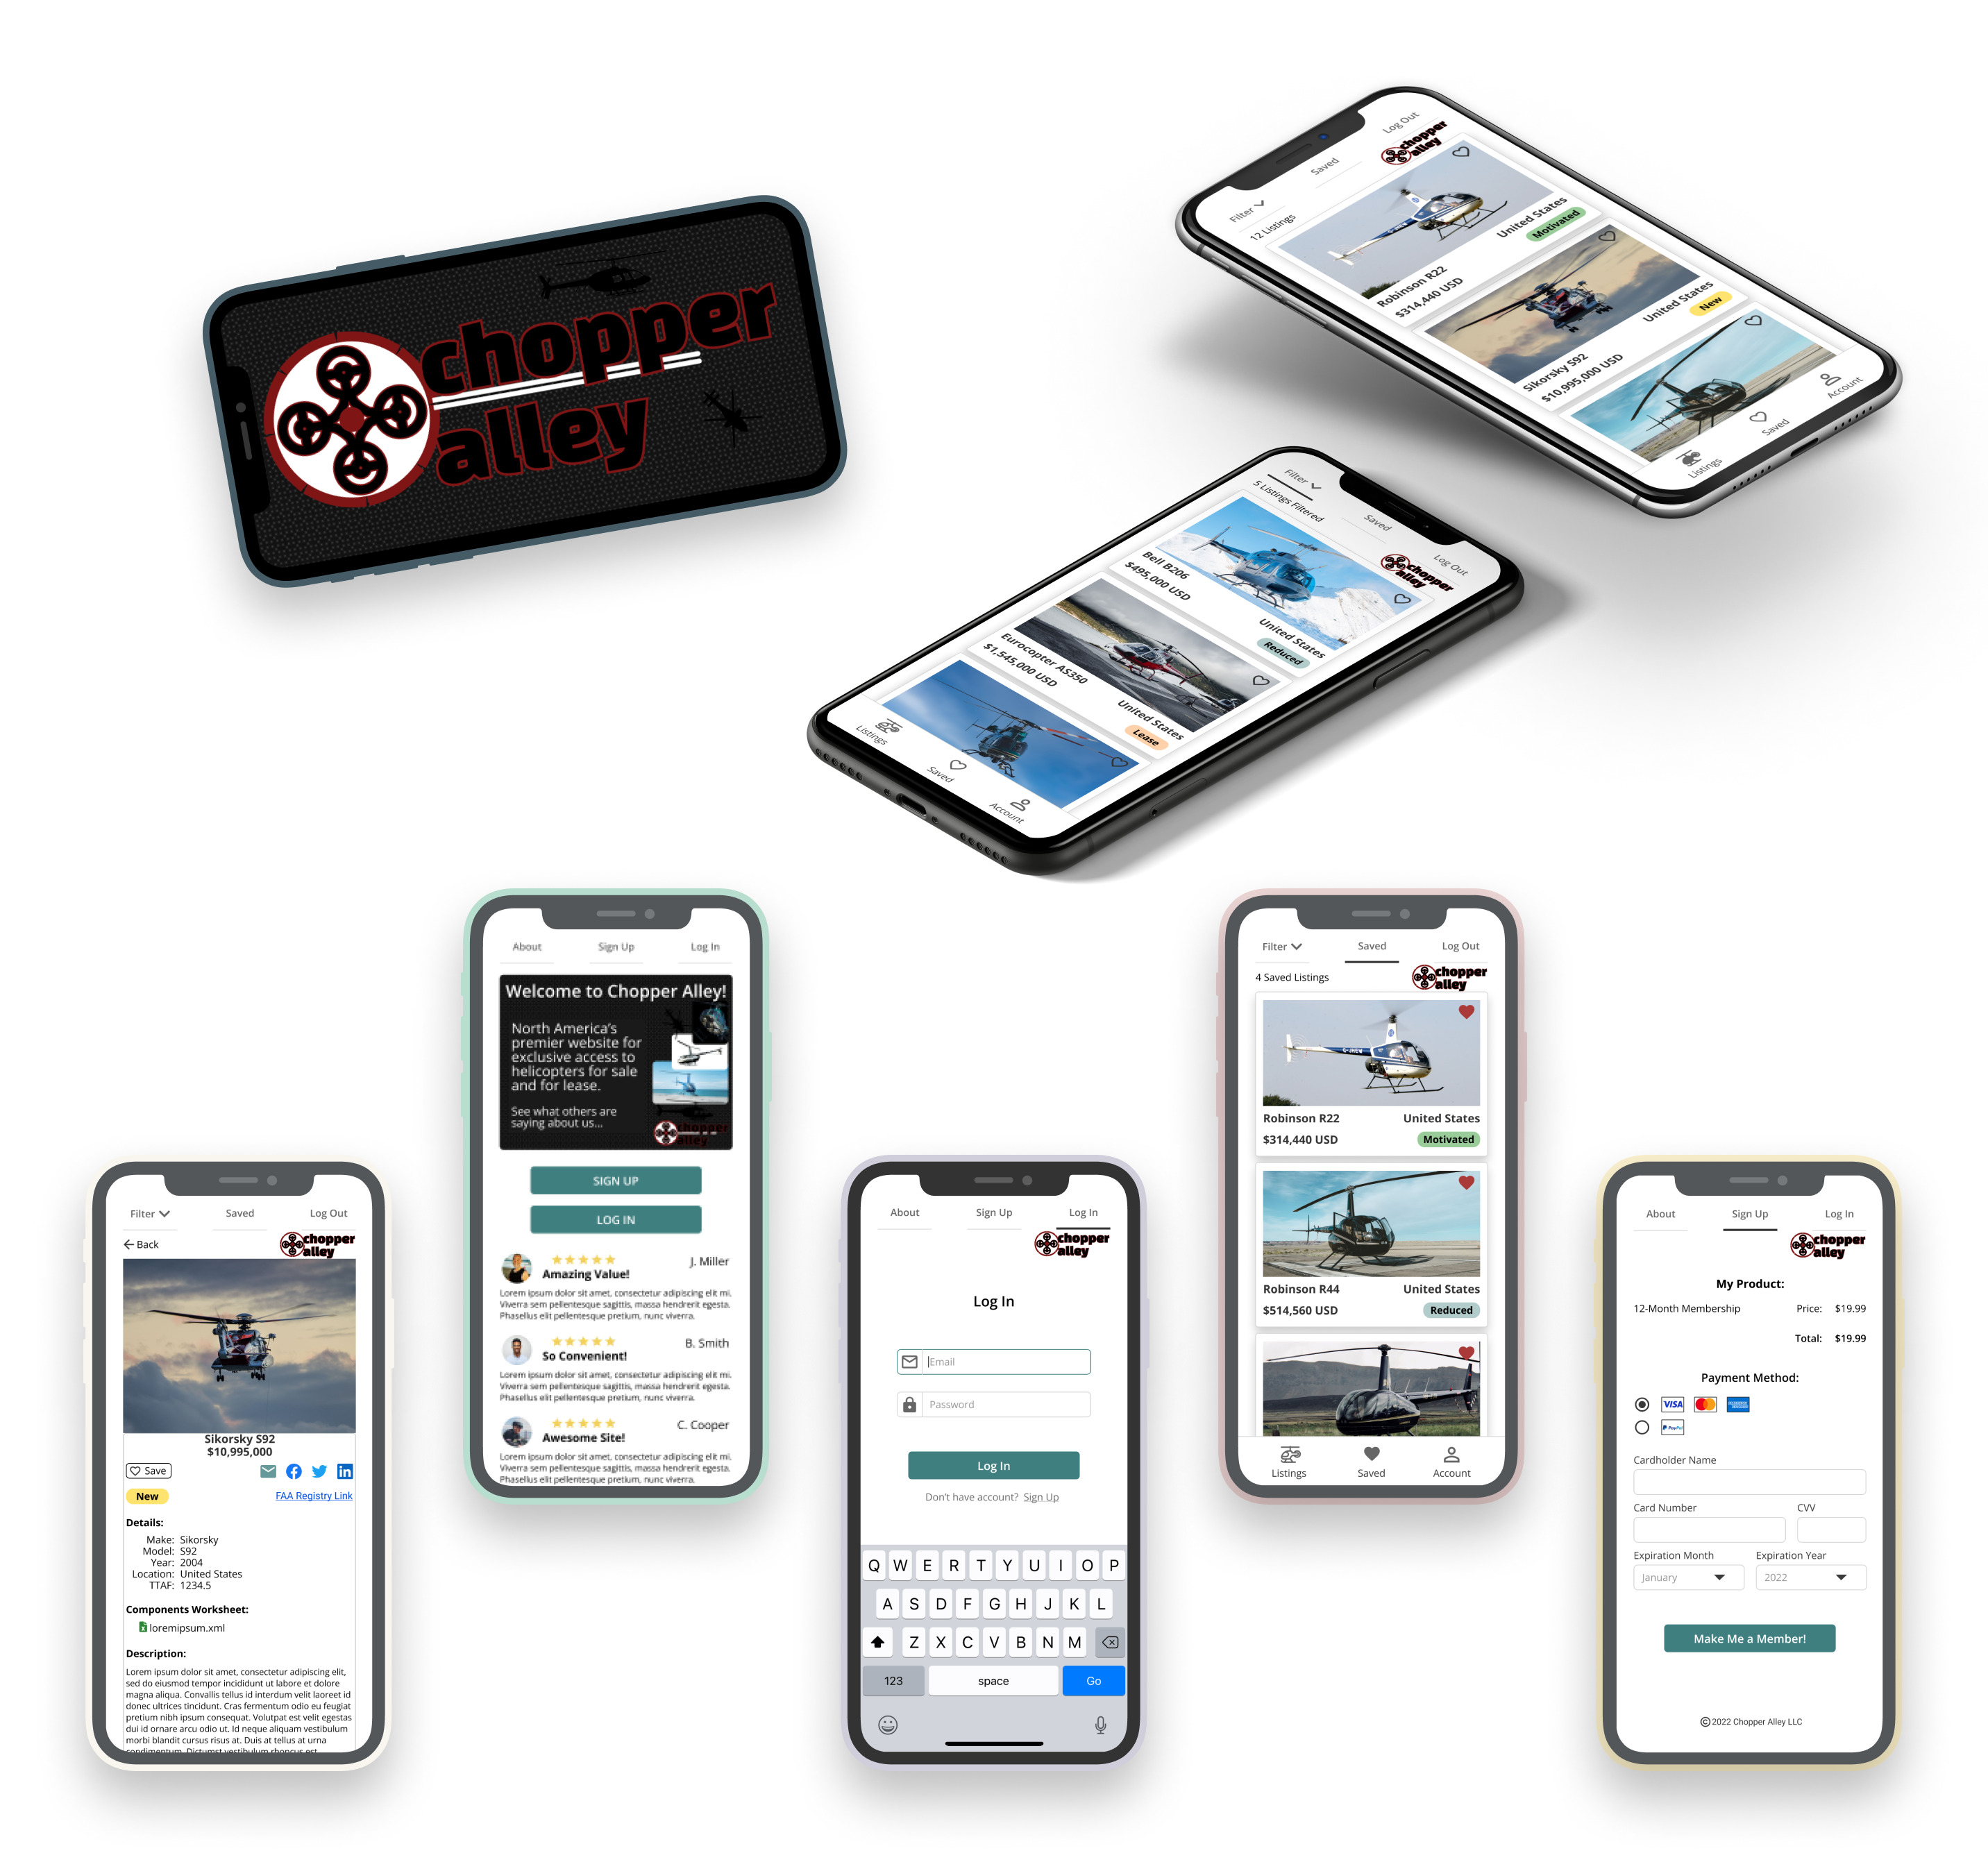 chopper
alley
Filter
Saved
Log Out
12 Listings
chopper
alley
Robinson R22
United States
$314,440 USD
Motivated
Sikorsky S92
United States
$10,995,000 USD
New
Listings
Saved
Account
Filter
Saved
Log Out
5 Listings Filtered
chopper
alley
Bell B206
United States
$495,000 USD
Reduced
Eurocopter AS350
United States
$1,545,000 USD
Lease
Listings
Saved
Account
About Sign Up Log In
Welcome to Chopper Alley!
North America's
premier website for
exclusive access to
helicopters for sale
and for lease.
See what others are
saying about us...
chopper
alley
SIGN UP
LOG IN
J. Miller
Amazing Value!
Lorem ipsum dolor sit amet, consectetur adipiscing elit mi.
Viverra sem pellentesque sagittis, massa hendrerit egesta.
Phasellus elit pellentesque pretium, nunc viverra.
B. Smith
So Convenient!
Lorem ipsum dolor sit amet, consectetur adipiscing elit mi.
Viverra sem pellentesque sagittis, massa hendrerit egesta.
Phasellus elit pellentesque pretium, nunc viverra.
C. Cooper
Awesome Site!
Lorem ipsum dolor sit amet, consectetur adipiscing elit mi.
Viverra sem pellentesque sagittis, massa hendrerit egesta.
Phasellus elit pellentesque pretium, nunc viverra.
Filter Saved Log Out
4 Saved Listings
chopper
alley
Robinson R22 United States
$314,440 USD Motivated
Robinson R44 United States
$514,560 USD Reduced
Listings Saved Account
Filter Saved Log Out
Back
chopper
alley
Sikorsky S92
$10,995,000
Save
New FAA Registry Link
Details:
Make: Sikorsky
Model: S92
Year: 2004
Location: United States
TTAF: 1234.5
Components Worksheet:
loremipsum.xml
Description:
Lorem ipsum dolor sit amet, consectetur adipiscing elit,
sed do eiusmod tempor incididunt ut labore et dolore
magna aliqua. Convallis tellus id interdum velit laoreet id
donec ultrices tincidunt. Cras fermentum odio eu feugiat
pretium nibh ipsum consequat. Volutpat est velit egestas
dui id ornare arcu odio ut. Id neque aliquam vestibulum
morbi blandit cursus risus at. Duis at tellus at urna
condimentum. Dictumst vestibulum rhoncus est
About Sign Up Log In
chopper
alley
Log In
Email
Password
Log In
Don't have account? Sign Up
Q W E R T Y U I O P
A S D F G H J K L
Z X C V B N M
123 space Go
About Sign Up Log In
chopper
alley
My Product:
12-Month Membership Price: $19.99
Total: $19.99
Payment Method:
VISA
PayPal
Cardholder Name
Card Number CVV
Expiration Month Expiration Year
January 2022
Make Me a Member!
©2022 Chopper Alley LLC